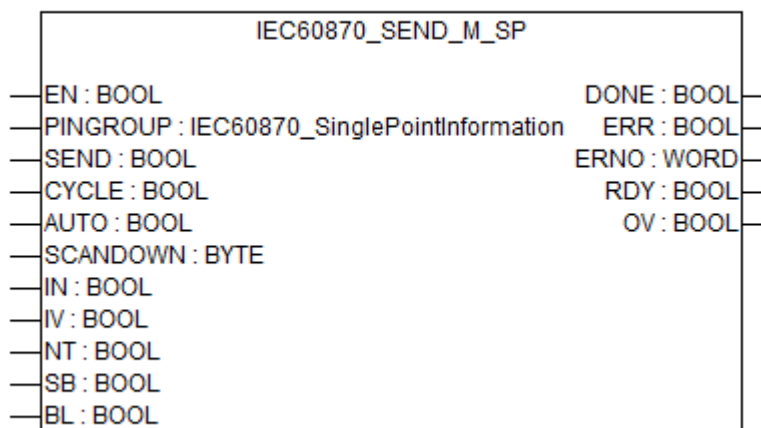 IEC60870_SEND_M_SP
EN : BOOL DONE : BOOL
PINGROUP : IEC60870_SinglePointInformation ERR : BOOL
SEND : BOOL ERNO : WORD
CYCLE : BOOL RDY : BOOL
AUTO : BOOL OV : BOOL
SCANDOWN : BYTE
IN : BOOL
IV : BOOL
NT : BOOL
SB : BOOL
BL : BOOL